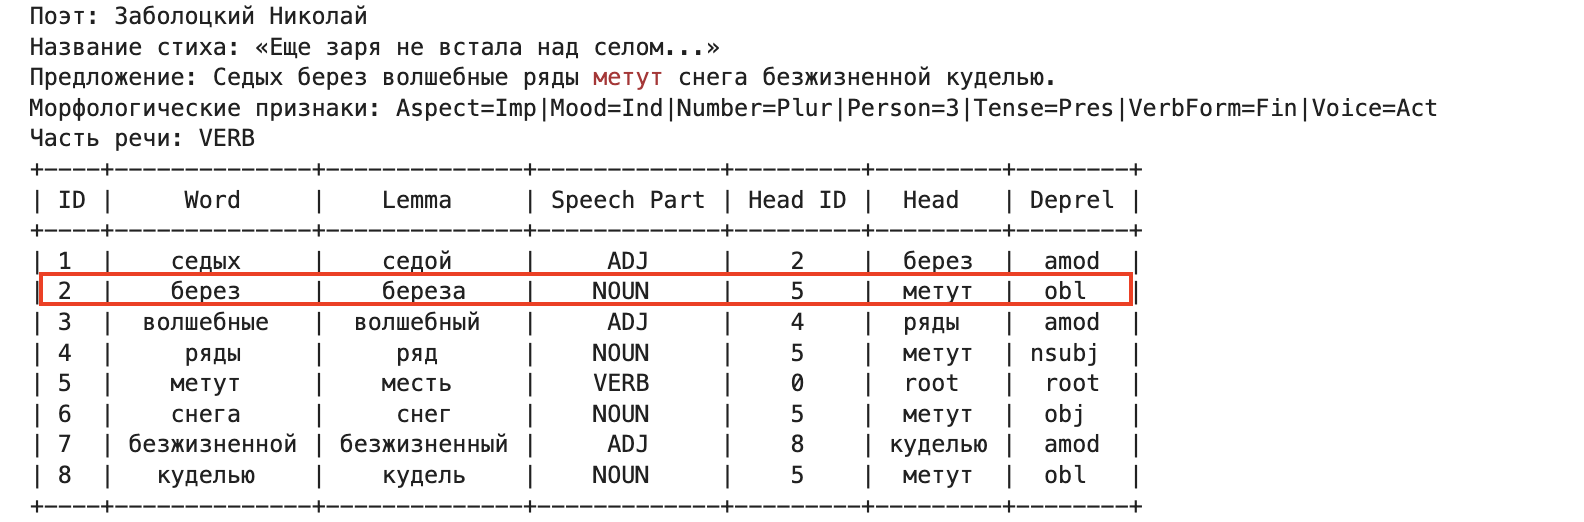 Поэт: Заболоцкий Николай
Название стиха: «Еще заря не встала над селом...»
Предложение: Седых берез волшебные ряды метут снега безжизненной куделью.
Морфологические признаки: Aspect=Imp|Mood=Ind|Number=Plur|Person=3|Tense=Pres|VerbForm=Fin|Voice=Act
Часть речи: VERB
+----+--------------+---------------+-------------+---------+---------+--------+
| ID | Word | Lemma | Speech Part | Head ID | Head | Deprel |
+----+--------------+---------------+-------------+---------+---------+--------+
| 1 | седых | седой | ADJ | 2 | берез | amod |
| 2 | берез | береза | NOUN | 5 | метут | obl |
| 3 | волшебные | волшебный | ADJ | 4 | ряды | amod |
| 4 | ряды | ряд | NOUN | 5 | метут | nsubj |
| 5 | метут | месть | VERB | 0 | root | root |
| 6 | снега | снег | NOUN | 5 | метут | obj |
| 7 | безжизненной | безжизненный | ADJ | 8 | куделью | amod |
| 8 | куделью | кудель | NOUN | 5 | метут | obl |
+----+--------------+---------------+-------------+---------+---------+--------+